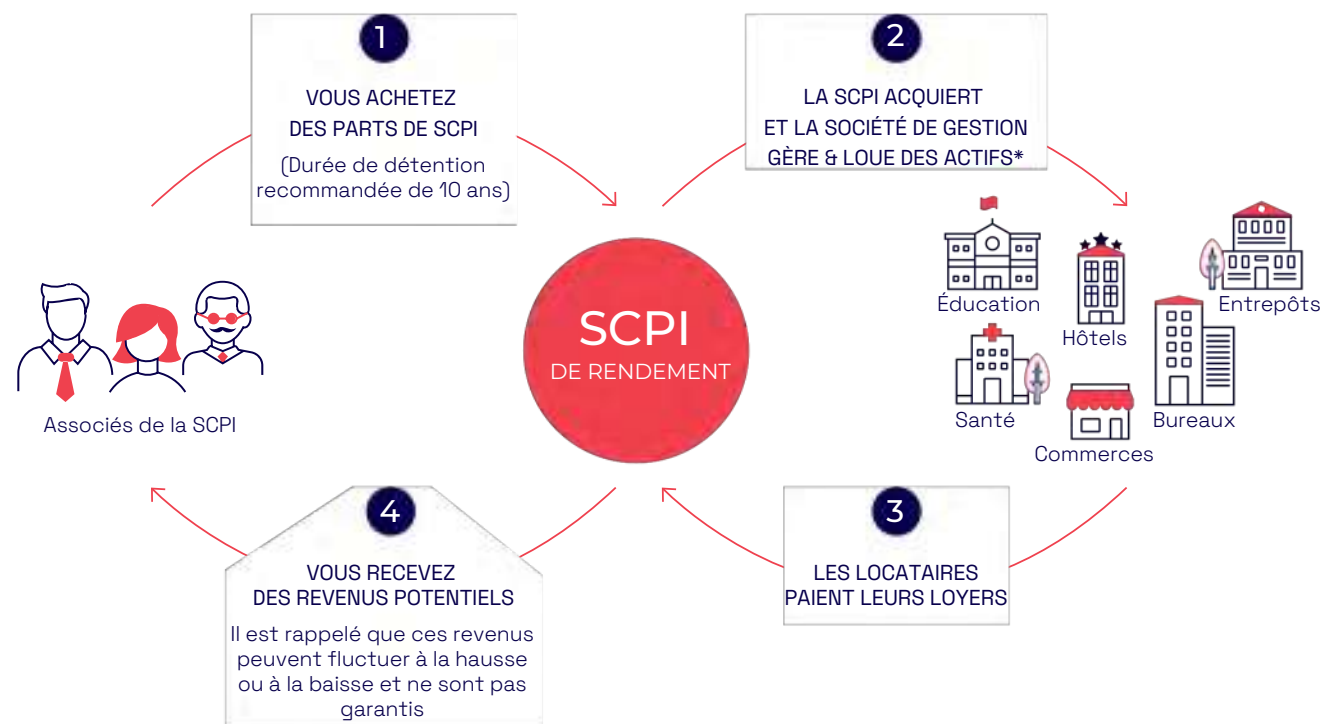 1
VOUS ACHETEZ
DES PARTS DE SCPI
(Durée de détention
recommandée de 10 ans)
2
LA SCPI ACQUIERT
ET LA SOCIÉTÉ DE GESTION
GÈRE & LOUE DES ACTIFS*
Associés de la SCPI
SCPI
DE RENDEMENT
Éducation
Hôtels
Entrepôts
Santé
Commerces
Bureaux
3
LES LOCATAIRES
PAIENT LEURS LOYERS
4
VOUS RECEVEZ
DES REVENUS POTENTIELS
Il est rappelé que ces revenus
peuvent fluctuer à la hausse
ou à la baisse et ne sont pas
garantis